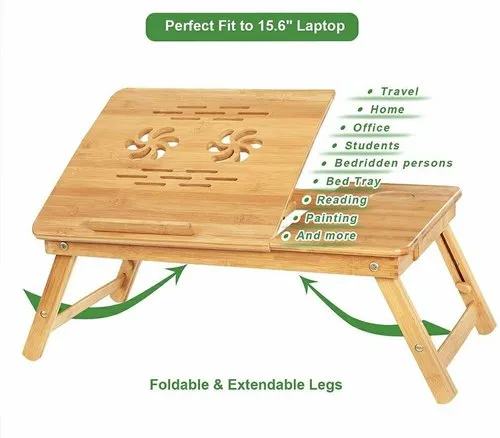 Perfect Fit to 15.6" Laptop
Travel
Home
Office
Students
Bedridden persons
Bed Tray
Reading
Painting
And more
Foldable & Extendable Legs